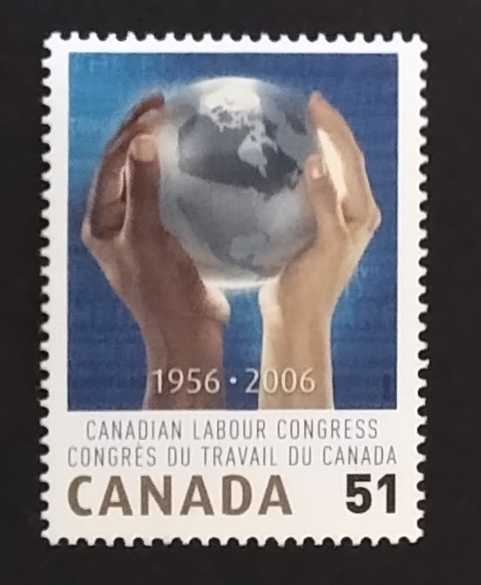 1956 · 2006
CANADIAN LABOUR CONGRESS
CONGRÈS DU TRAVAIL DU CANADA
CANADA 51